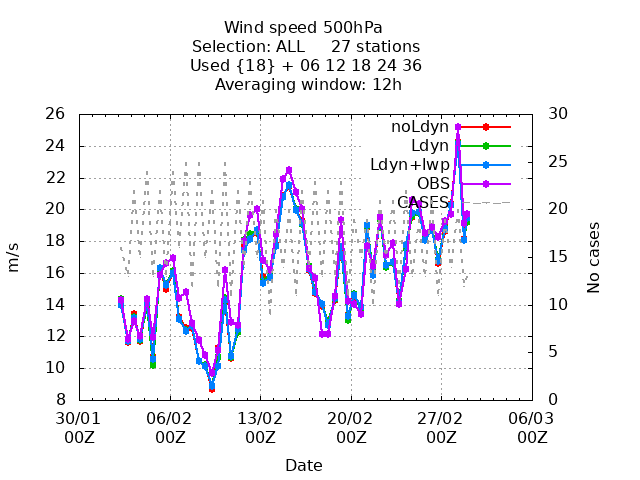 Wind speed 500hPa
Selection: ALL 27 stations
Used {18} + 06 12 18 24 36
Averaging window: 12h
26 30
24 25
22
20 20
18
16 15
14
12 10
10 5
8 0
m/s
No cases
noLdyn
Ldyn
Ldyn+lwp
OBS
CASES
30/01 06/02 13/02 20/02 27/02 06/03
00Z 00Z 00Z 00Z 00Z 00Z
Date